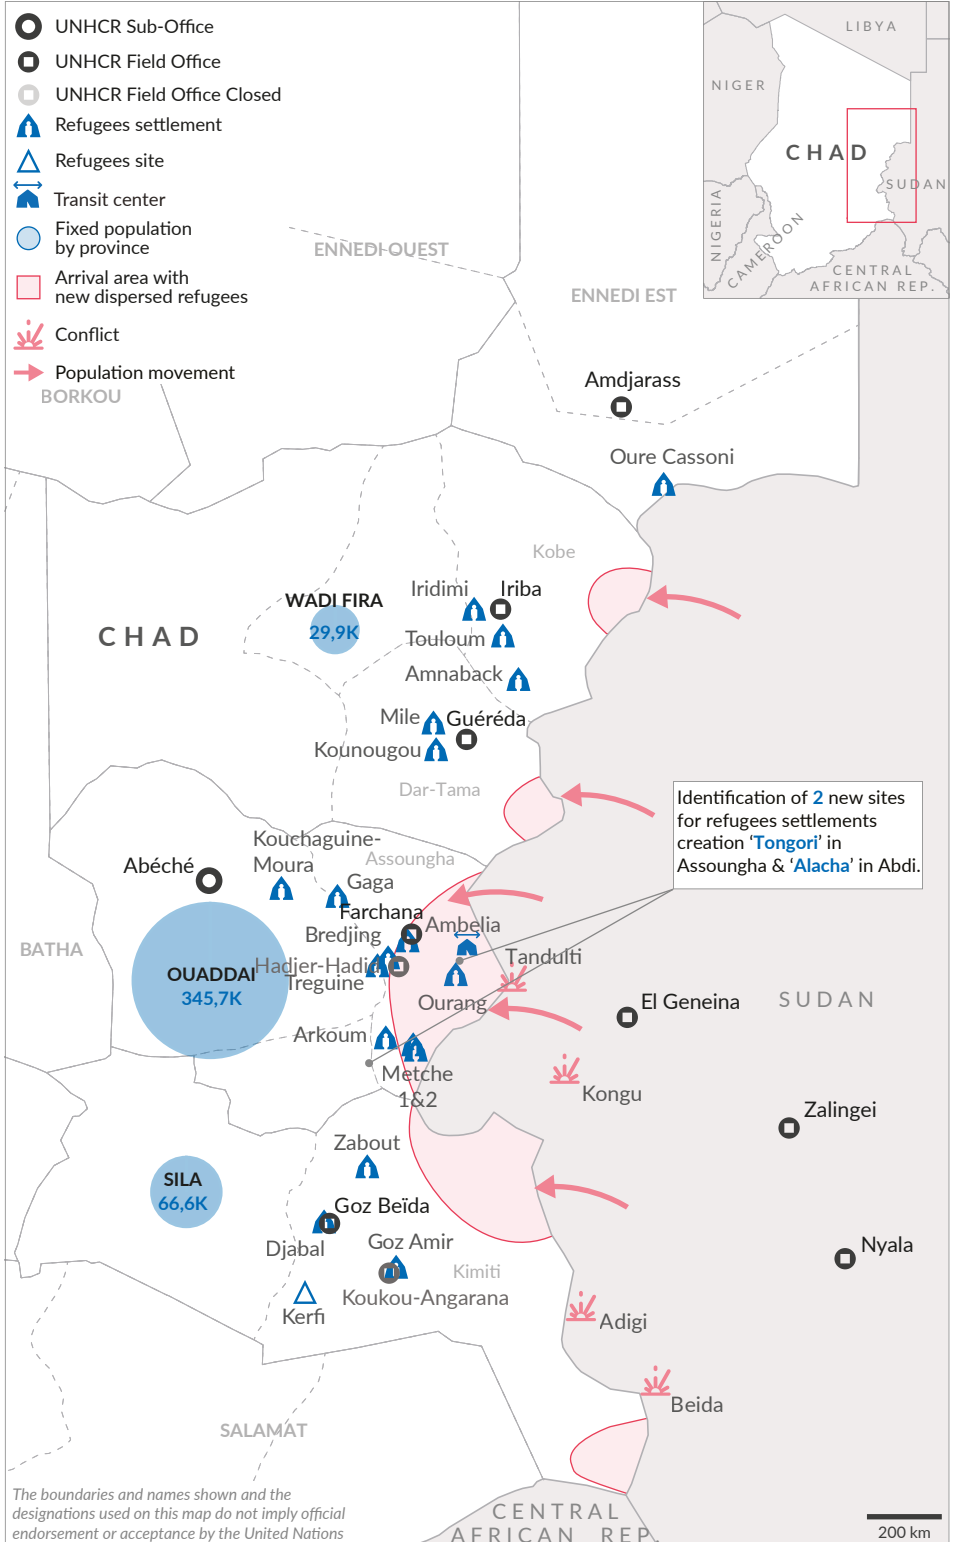 UNHCR Sub-Office
UNHCR Field Office
UNHCR Field Office Closed
Refugees settlement
Refugees site
Transit center
Fixed population
by province
Arrival area with
new dispersed refugees
Conflict
Population movement
LIBYA
NIGER
CHAD
SUDAN
NIGERIA
CAMEROON
CENTRAL
AFRICAN REP.
ENNEDI OUEST
ENNEDI EST
BORKOU
Amdjarass
Oure Cassoni
Kobe
Iridimi
Iriba
WADI FIRA
29,9K
CHAD
Touloum
Amnaback
Mile
Guéréda
Kounougou
Dar-Tama
Identification of 2 new sites
for refugees settlements
creation ‘Tongori’ in
Assoungha & ‘Alacha’ in Abdi.
Kouchaguine-
Moura
Assoungha
Abéché
Gaga
Farchana
Ambelia
Bredjing
BATHA
Hadjer-Hadid
Tandulti
OUADDAI
345,7K
Treguine
Ourang
El Geneina
SUDAN
Arkoum
Metche
1&2
Kongu
Zalingei
Zabout
SILA
66,6K
Goz Beïda
Djabal
Goz Amir
Nyala
Kimiti
Koukou-Angarana
Kerfi
Adigi
Beida
SALAMAT
The boundaries and names shown and the
designations used on this map do not imply official
endorsement or acceptance by the United Nations
CENTRAL
AFRICAN REP.
200 km